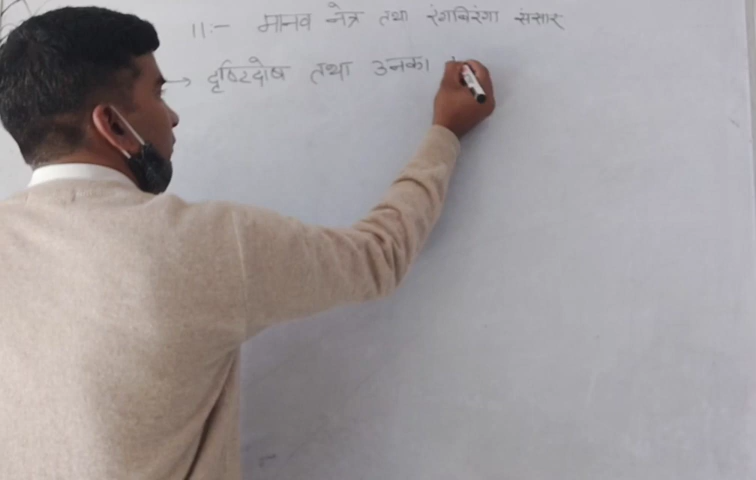 11:- मानव नेत्र तथा रंगबिरंगा संसार
→ दृष्टिदोष तथा उनका